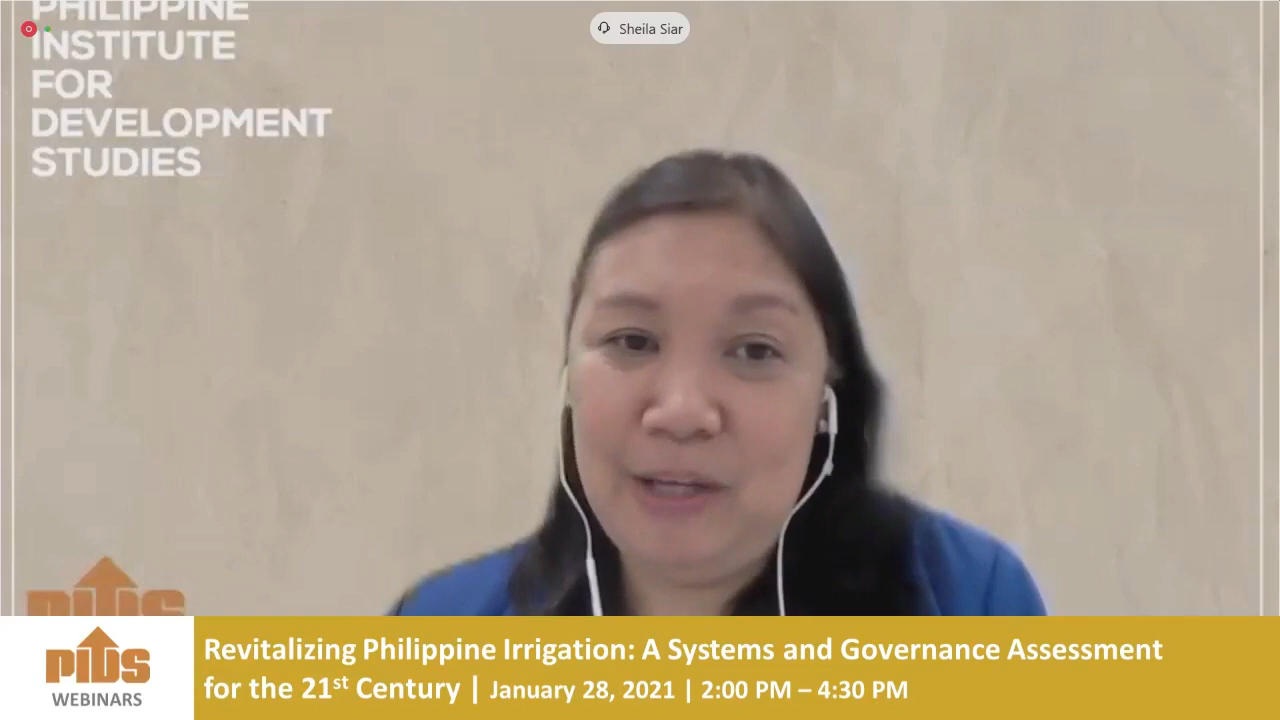 PHILIPPINE
INSTITUTE
FOR
DEVELOPMENT
STUDIES
Sheila Siar
PIDS
PIDS
WEBINARS
Revitalizing Philippine Irrigation: A Systems and Governance Assessment
for the 21st Century | January 28, 2021 | 2:00 PM – 4:30 PM